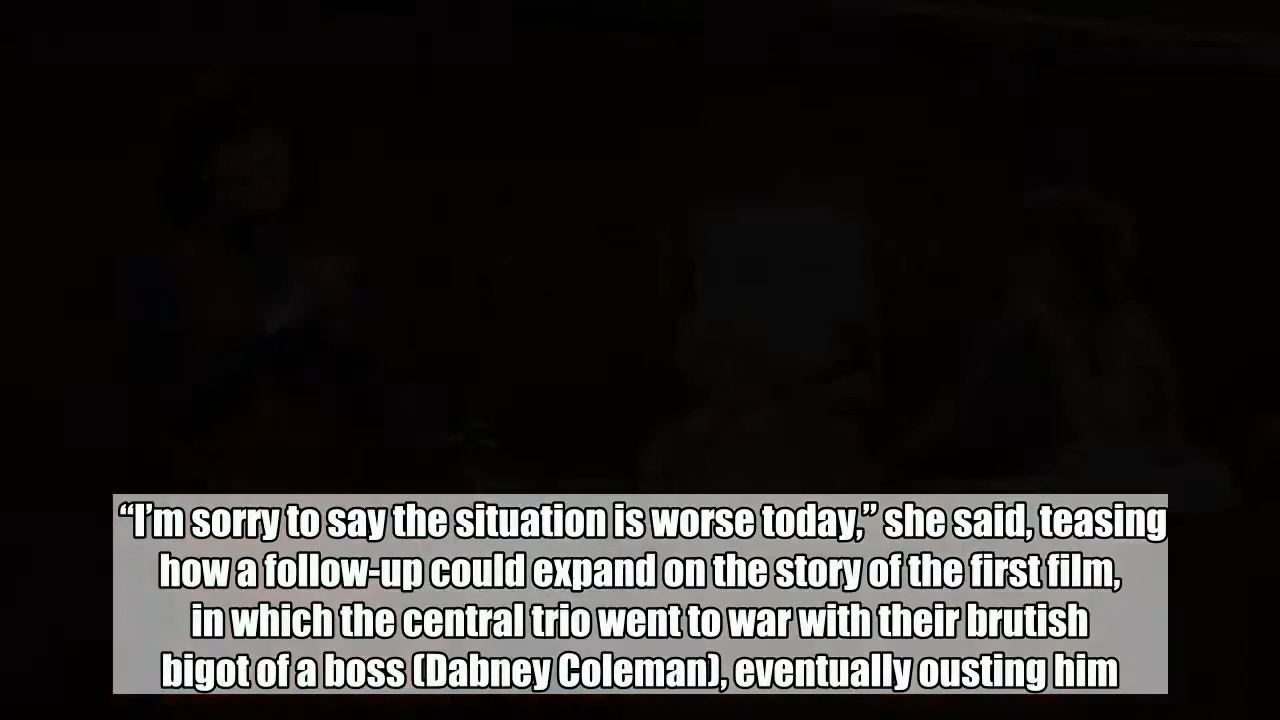 “I’m sorry to say the situation is worse today,” she said, teasing
how a follow-up could expand on the story of the first film,
in which the central trio went to war with their brutish
bigot of a boss (Dabney Coleman), eventually ousting him